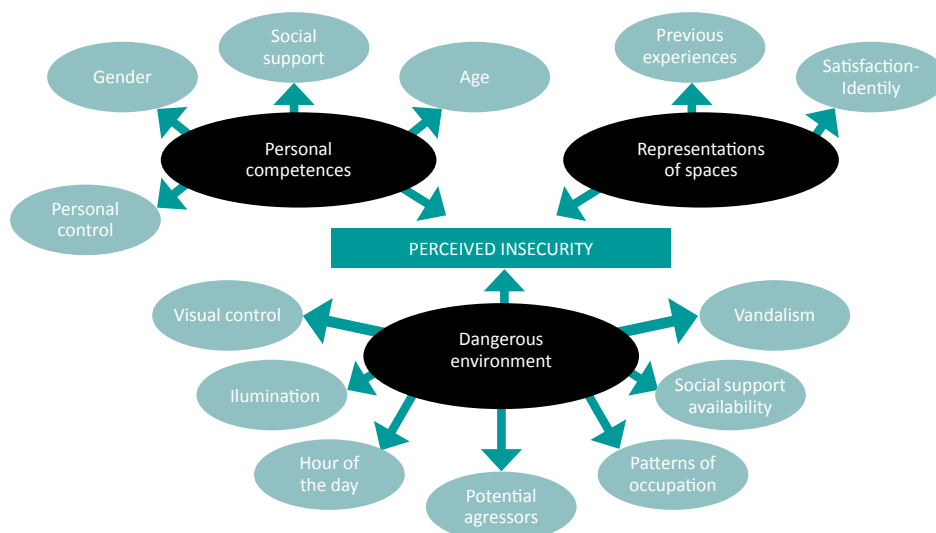 Social
support
Previous
experiences
Gender
Age
Satisfaction-
Identily
Personal
competences
Representations
of spaces
Personal
control
PERCEIVED INSECURITY
Visual control
Vandalism
Dangerous
environment
Ilumination
Social support
availability
Hour of
the day
Patterns of
occupation
Potential
agressors